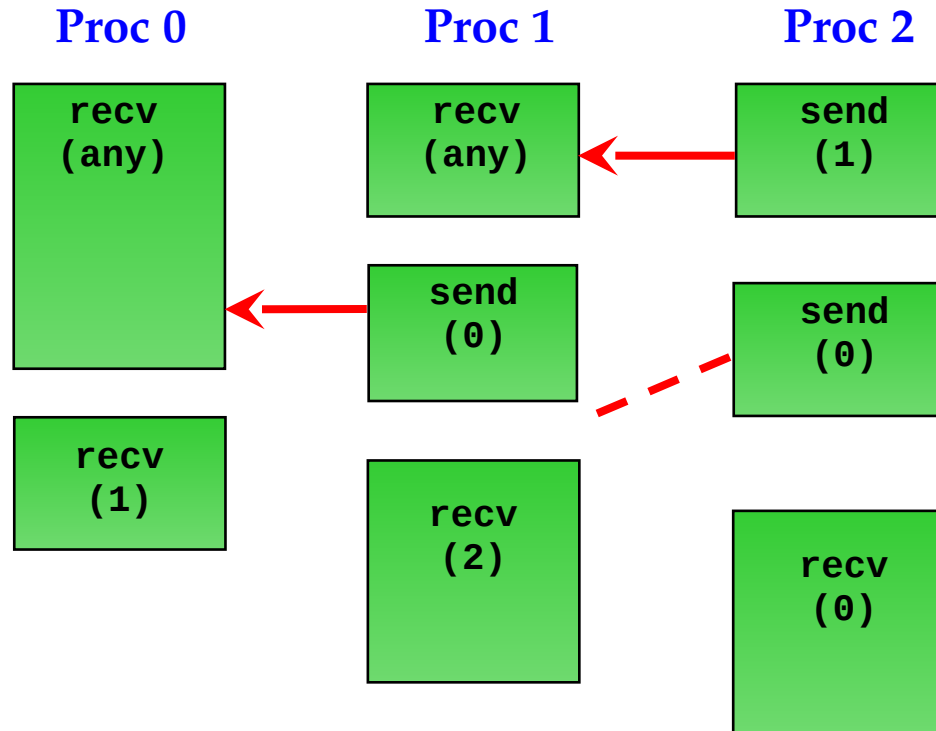 Proc 0
Proc 1
Proc 2
recv
(any)
recv
(any)
send
(1)
send
(0)
send
(0)
recv
(1)
recv
(2)
recv
(0)